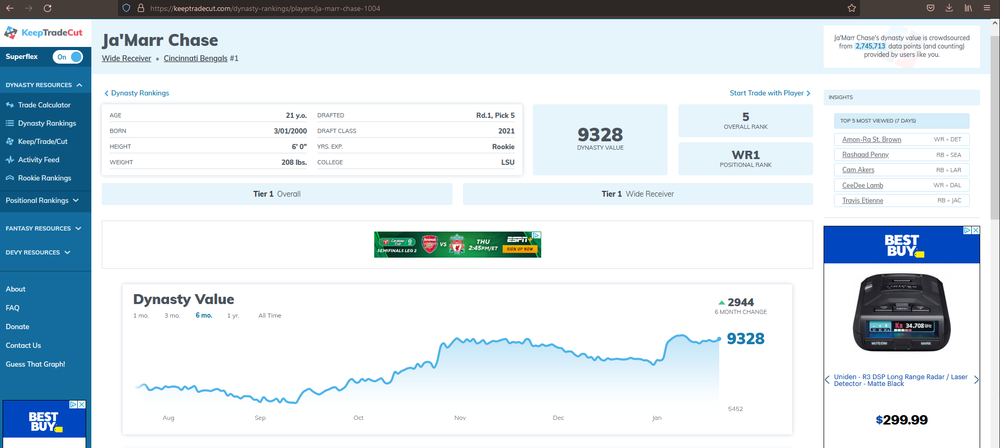 https://keeptradecut.com/dynasty-rankings/players/ja-marr-chase-1004
KeepTradeCut
Superflex
On
DYNASTY RESOURCES
Trade Calculator
Dynasty Rankings
Keep/Trade/Cut
Activity Feed
Rookie Rankings
Positional Rankings
FANTASY RESOURCES
DEVY RESOURCES
About
FAQ
Donate
Contact Us
Guess That Graph!
BEST
BUY
Ja'Marr Chase
Wide Receiver • Cincinnati Bengals #1
Ja'Marr Chase's dynasty value is crowdsourced
from 2,745,713 data points (and counting)
provided by users like you.
Dynasty Rankings
Start Trade with Player
AGE 21 y.o.
BORN 3/01/2000
HEIGHT 6' 0"
WEIGHT 208 lbs.
DRAFTED Rd.1, Pick 5
DRAFT CLASS 2021
YRS. EXP. Rookie
COLLEGE LSU
9328
DYNASTY VALUE
5
OVERALL RANK
WR1
POSITIONAL RANK
Tier 1 Overall
Tier 1 Wide Receiver
Carabao
Cup
EFL
SEMIFINALS LEG 2
Arsenal
VS
THU
2:45PM/ET
ESPN+
SIGN UP NOW
Dynasty Value
1 mo. 3 mo. 6 mo. 1 yr. All Time
2944
6 MONTH CHANGE
9328
5452
Aug Sep Oct Nov Dec Jan
INSIGHTS
TOP 5 MOST VIEWED (7 DAYS)
Amon-Ra St. Brown WR • DET
Rashaad Penny RB • SEA
Cam Akers RB • LAR
CeeDee Lamb WR • DAL
Travis Etienne RB • JAC
BEST
BUY
VOL
POWER
MENU
VOL
Ka 34.708 GHz
X K Ka
MUTE/DIM
MARK
Uniden - R3 DSP Long Range Radar / Laser
Detector - Matte Black
$299.99